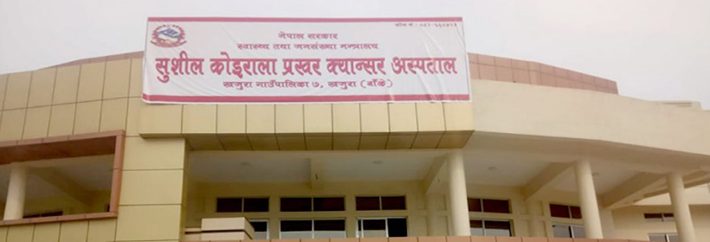 नेपाल सरकार
स्वास्थ्य तथा जनसंख्या मन्त्रालय
सुशील कोइराला प्रखर क्यान्सर अस्पताल
खजुरा गाउँपालिका ७, खजुरा (बाँके)